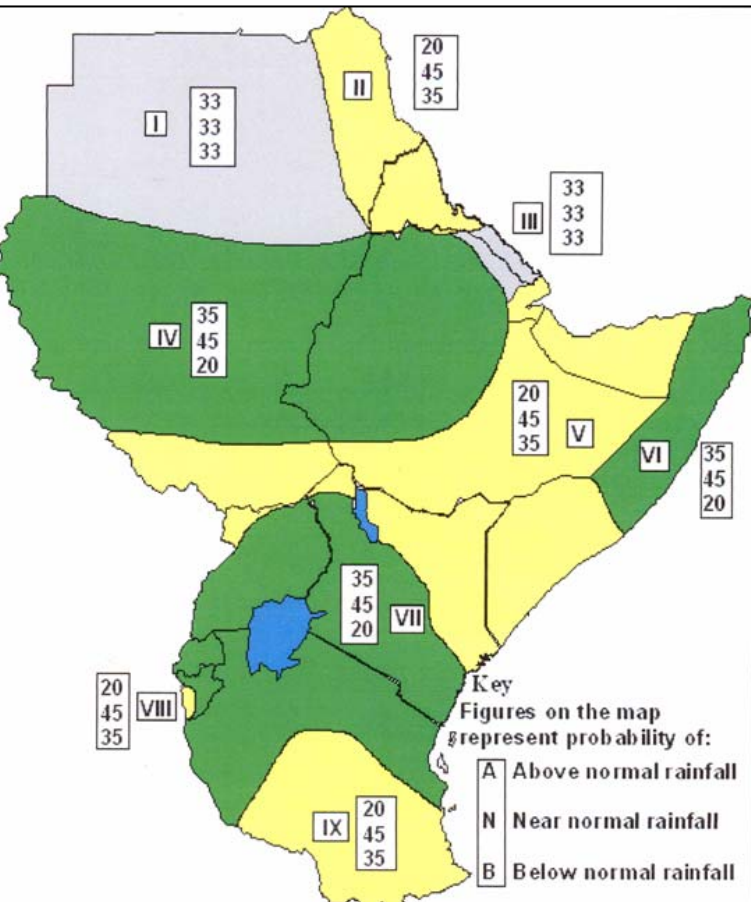 II
20
45
35
I
33
33
33
III
33
33
33
IV
35
45
20
20
45
35
V
VI
35
45
20
35
45
20
VII
20
45
35
VIII
Key
Figures on the map
represent probability of:
A Above normal rainfall
N Near normal rainfall
B Below normal rainfall
IX
20
45
35